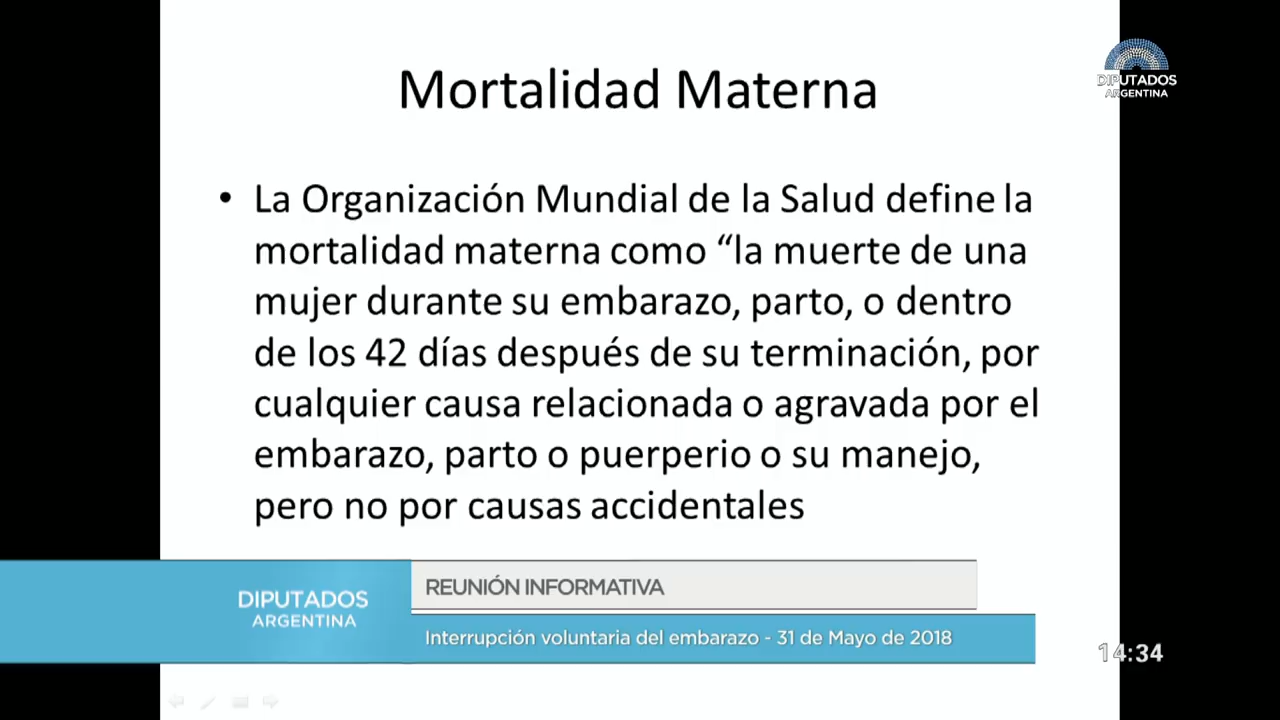 Mortalidad Materna
DIPUTADOS
ARGENTINA
• La Organización Mundial de la Salud define la
mortalidad materna como “la muerte de una
mujer durante su embarazo, parto, o dentro
de los 42 días después de su terminación, por
cualquier causa relacionada o agravada por el
embarazo, parto o puerperio o su manejo,
pero no por causas accidentales
DIPUTADOS
ARGENTINA
REUNIÓN INFORMATIVA
Interrupción voluntaria del embarazo - 31 de Mayo de 2018
14:34